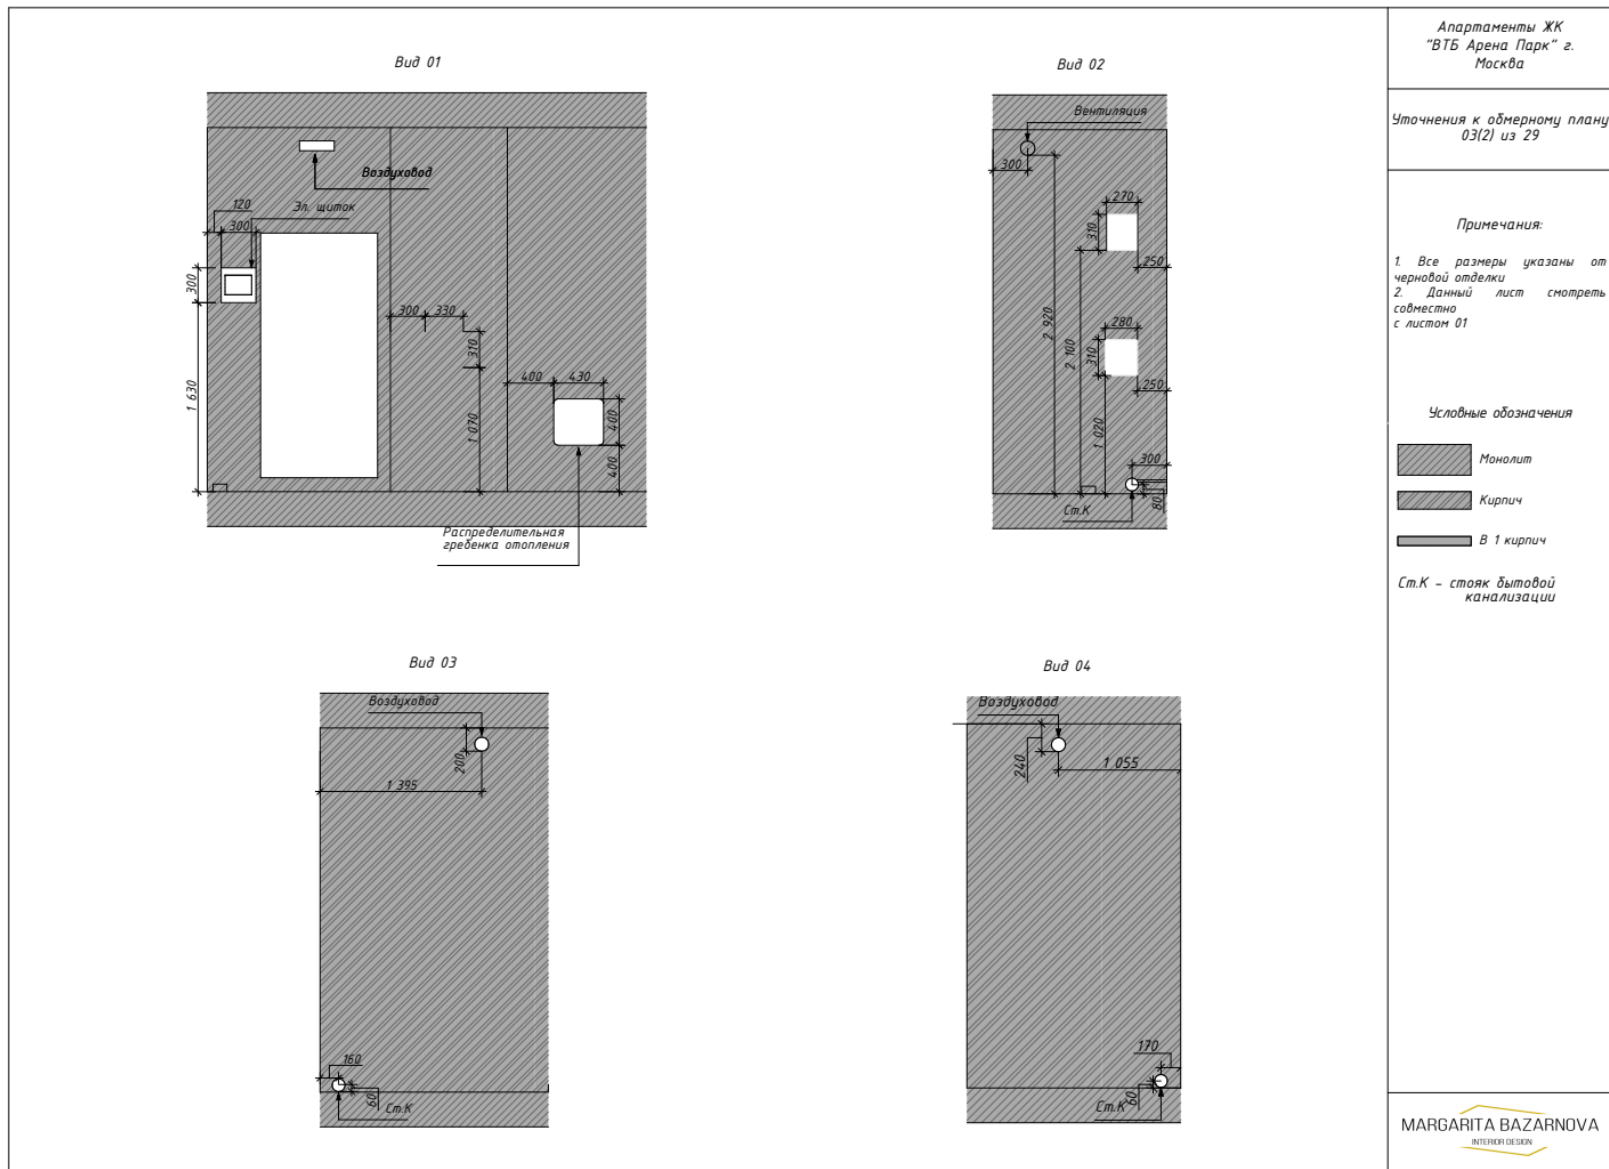 Вид 01
Воздуховод
120
Эл. щиток
300
300
1 630
300
330
310
1 070
400
430
400
400
Распределительная
гребенка отопления
Вид 02
Вентиляция
300
270
310
250
2 920
2 100
280
310
250
1 020
300
Ст.К
80
Вид 03
Воздуховод
200
1 395
160
60
Ст.К
Вид 04
Воздуховод
240
1 055
170
60
Ст.К
Апартаменты ЖК
"ВТБ Арена Парк" г.
Москва
Уточнения к обмерному плану
03(2) из 29
Примечания:
1. Все размеры указаны от
черновой отделки
2. Данный лист смотреть
совместно
с листом 01
Условные обозначения
Монолит
Кирпич
В 1 кирпич
Ст.К - стояк бытовой
канализации
MARGARITA BAZARNOVA
INTERIOR DESIGN